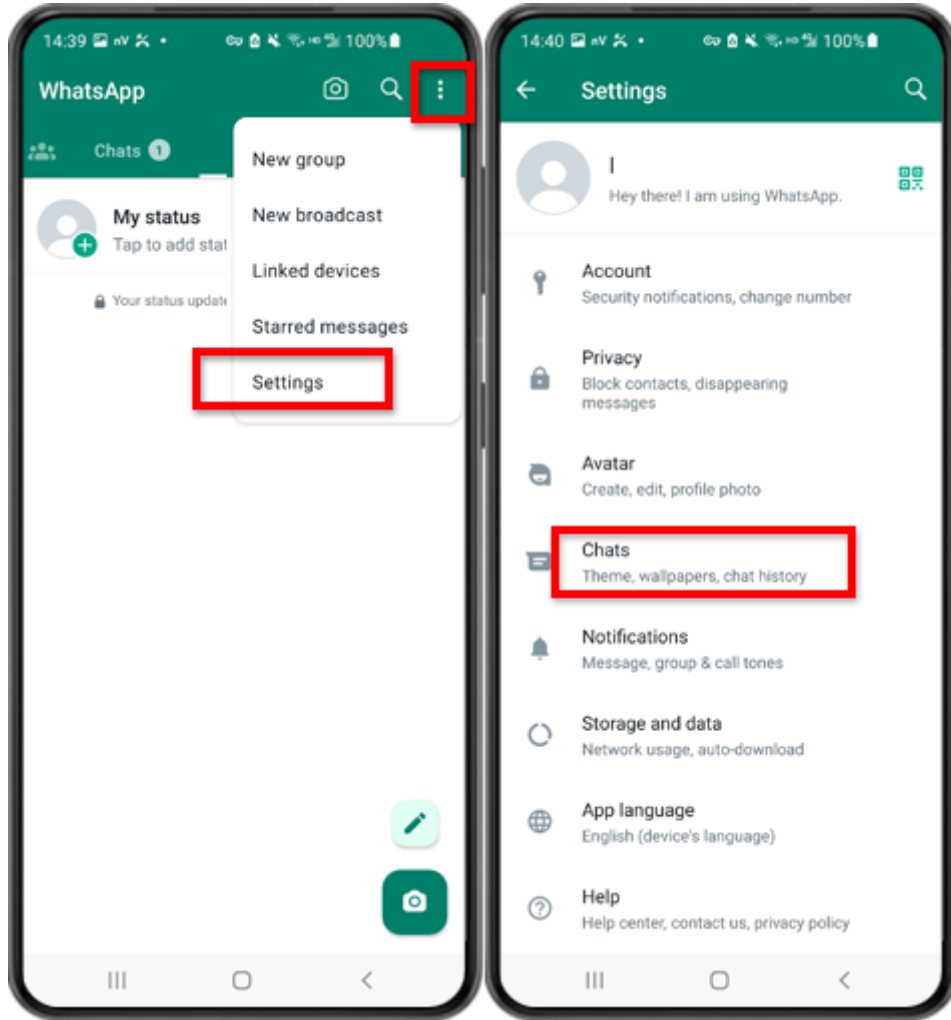 14:39 100%
WhatsApp
Chats 1
New group
My status
New broadcast
Tap to add stat
Linked devices
Your status update
Starred messages
Settings
14:40 100%
Settings
l
Hey there! I am using WhatsApp.
Account
Security notifications, change number
Privacy
Block contacts, disappearing
messages
Avatar
Create, edit, profile photo
Chats
Theme, wallpapers, chat history
Notifications
Message, group & call tones
Storage and data
Network usage, auto-download
App language
English (device's language)
Help
Help center, contact us, privacy policy